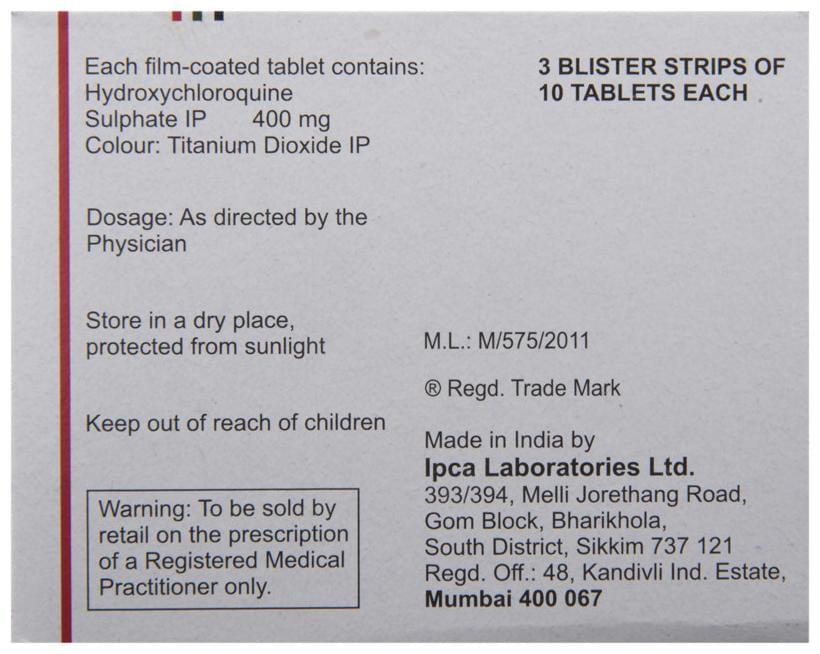 Each film-coated tablet contains:
Hydroxychloroquine
Sulphate IP 400 mg
Colour: Titanium Dioxide IP
3 BLISTER STRIPS OF
10 TABLETS EACH
Dosage: As directed by the
Physician
Store in a dry place,
protected from sunlight
Keep out of reach of children
Warning: To be sold by
retail on the prescription
of a Registered Medical
Practitioner only.
M.L.: M/575/2011
® Regd. Trade Mark
Made in India by
Ipca Laboratories Ltd.
393/394, Melli Jorethang Road,
Gom Block, Bharikhola,
South District, Sikkim 737 121
Regd. Off.: 48, Kandivli Ind. Estate,
Mumbai 400 067